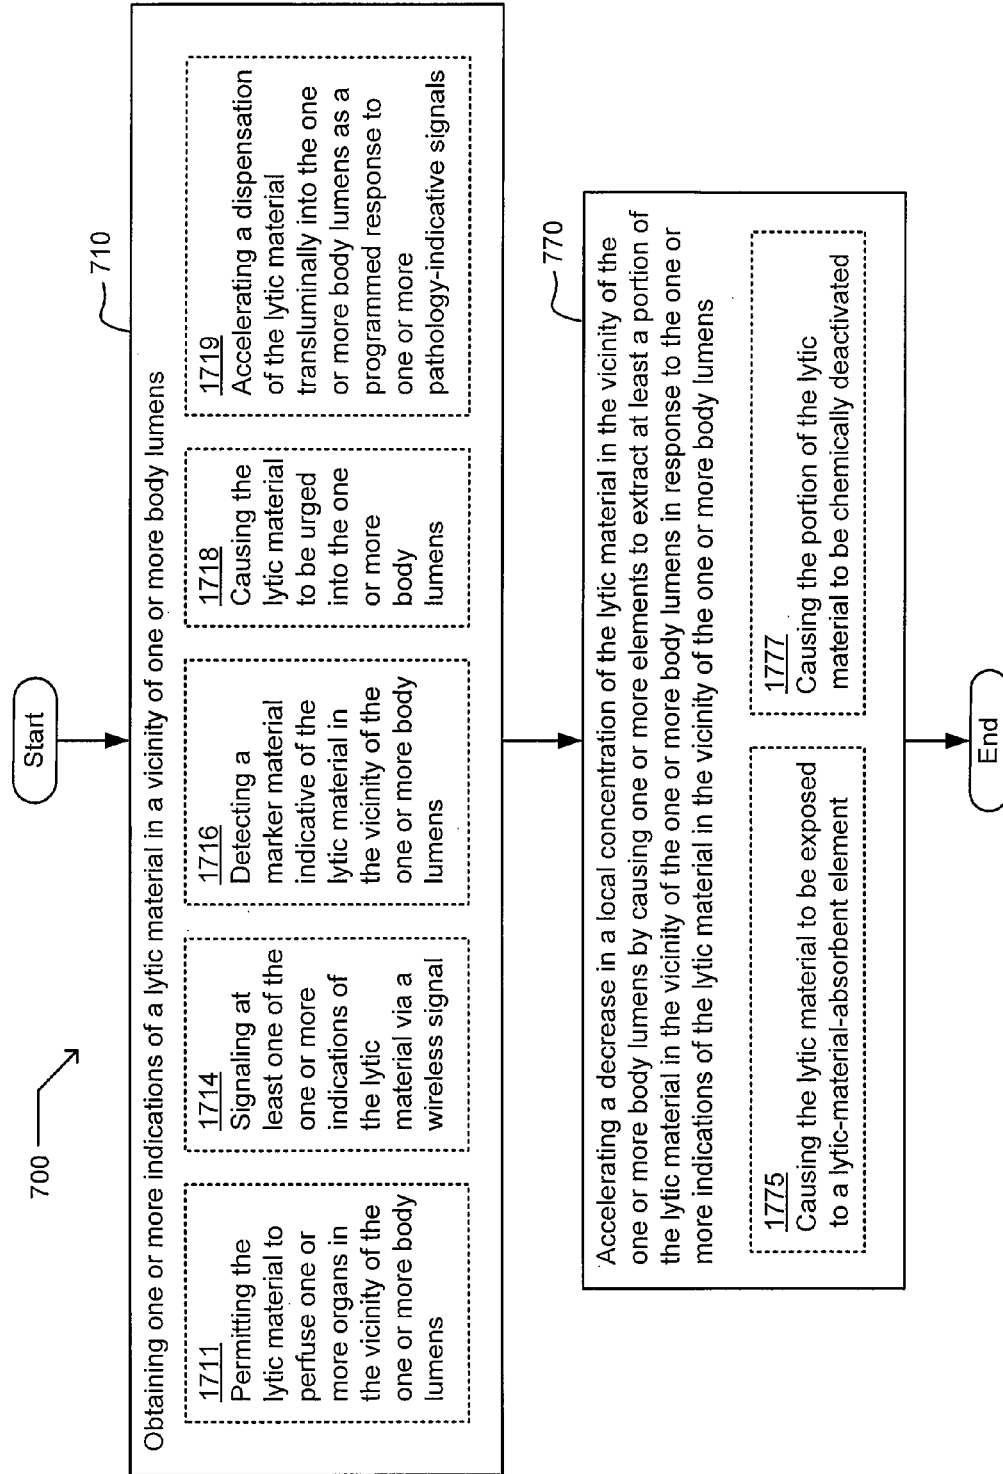 700
Start
710
Obtaining one or more indications of a lytic material in a vicinity of one or more body lumens
1711
Permitting the
lytic material to
perfuse one or
more organs in
the vicinity of the
one or more body
lumens
1714
Signaling at
least one of the
one or more
indications of
the lytic
material via a
wireless signal
1716
Detecting a
marker material
indicative of the
lytic material in
the vicinity of the
one or more body
lumens
1718
Causing the
lytic material
to be urged
into the one
or more
body
lumens
1719
Accelerating a dispensation
of the lytic material
transluminally into the one
or more body lumens as a
programmed response to
one or more
pathology-indicative signals
770
Accelerating a decrease in a local concentration of the lytic material in the vicinity of the
one or more body lumens by causing one or more elements to extract at least a portion of
the lytic material in the vicinity of the one or more body lumens in response to the one or
more indications of the lytic material in the vicinity of the one or more body lumens
1775
Causing the lytic material to be exposed
to a lytic-material-absorbent element
1777
Causing the portion of the lytic
material to be chemically deactivated
End